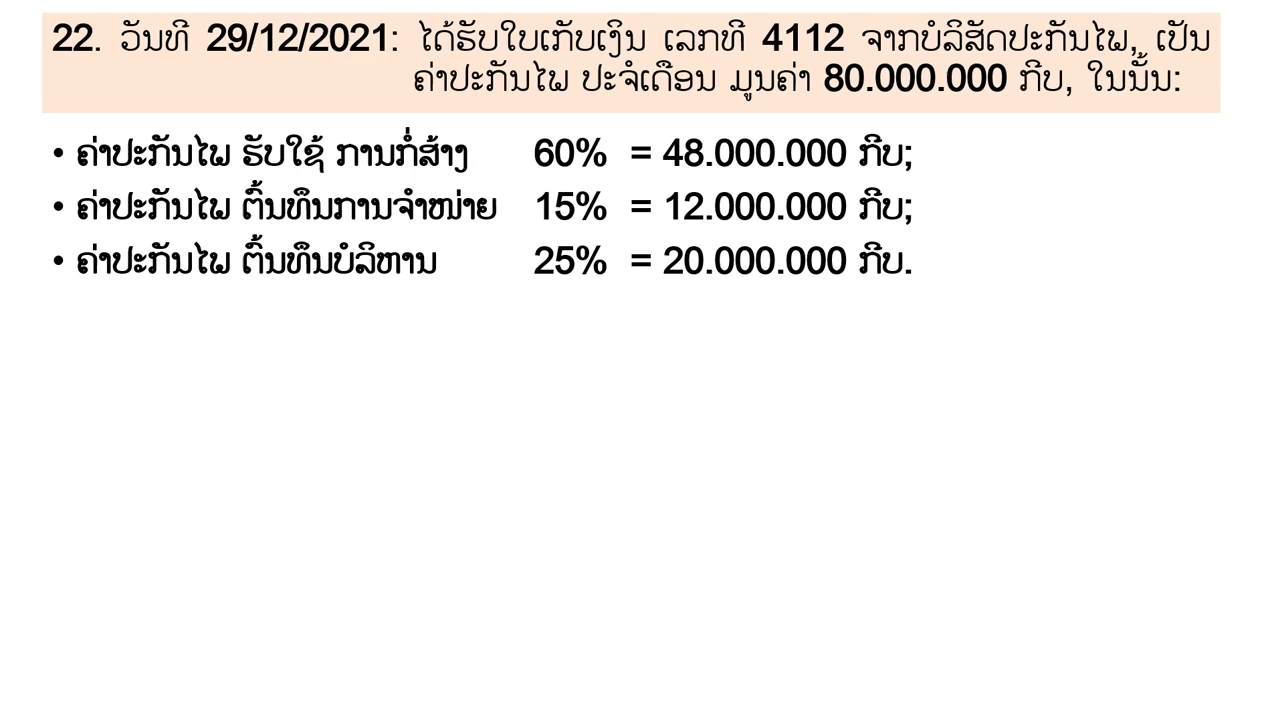 22. ວັນທີ 29/12/2021: ໄດ້ຮັບໃບເກັບເງິນ ເລກທີ 4112 ຈາກບໍລິສັດປະກັນໄພ, ເປັນ
ຄ່າປະກັນໄພ ປະຈໍເດືອນ ມູນຄ່າ 80.000.000 ກີບ, ໃນນັ້ນ:
• ຄ່າປະກັນໄພ ຮັບໃຊ້ ການກໍ່ສ້າງ 60% = 48.000.000 ກີບ;
• ຄ່າປະກັນໄພ ຕົ້ນທຶນການຈໍາໜ່າຍ 15% = 12.000.000 ກີບ;
• ຄ່າປະກັນໄພ ຕົ້ນທຶນບໍລິຫານ 25% = 20.000.000 ກີບ.